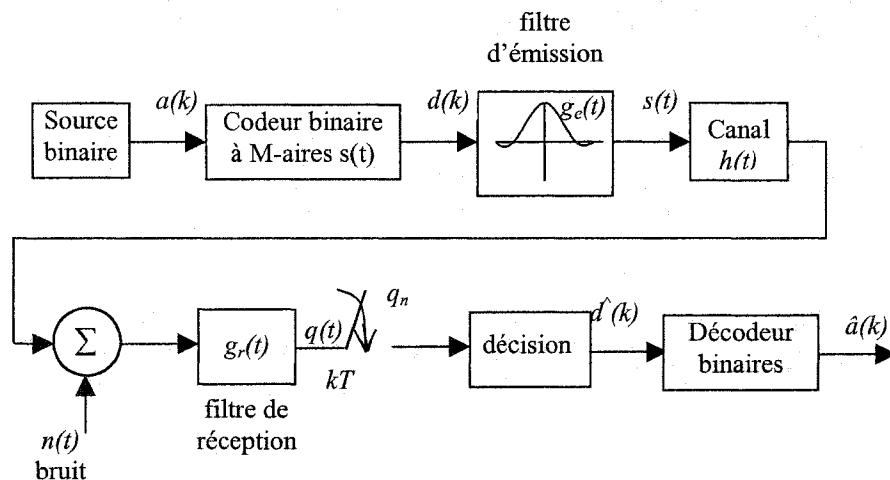 filtre
d'émission
a(k)
d(k)
g_e(t)
s(t)
Source
binaire
Codeur binaire
à M-aires s(t)
Canal
h(t)
q_n
d^(k)
â(k)
Σ
g_r(t)
q(t)
kT
décision
Décodeur
binaires
filtre de
réception
n(t)
bruit